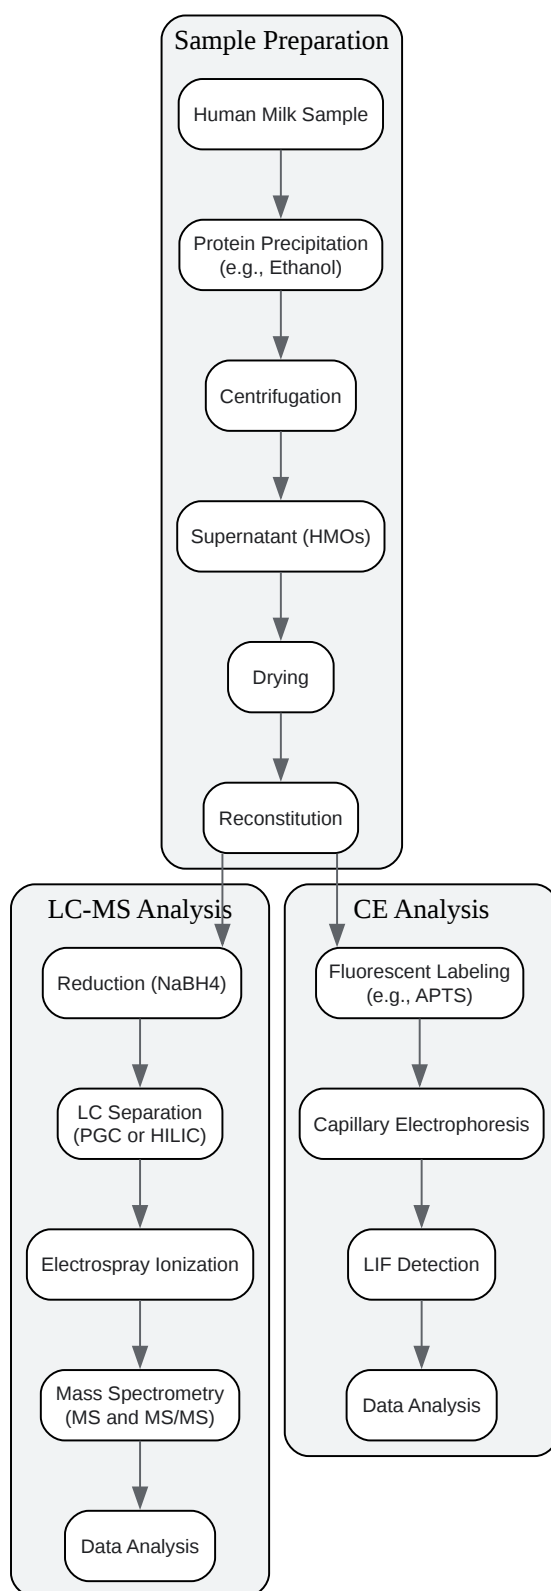 Sample Preparation
Human Milk Sample
Protein Precipitation
(e.g., Ethanol)
Centrifugation
Supernatant (HMOs)
Drying
Reconstitution
LC-MS Analysis
Reduction (NaBH4)
LC Separation
(PGC or HILIC)
Electrospray Ionization
Mass Spectrometry
(MS and MS/MS)
Data Analysis
CE Analysis
Fluorescent Labeling
(e.g., APTS)
Capillary Electrophoresis
LIF Detection
Data Analysis